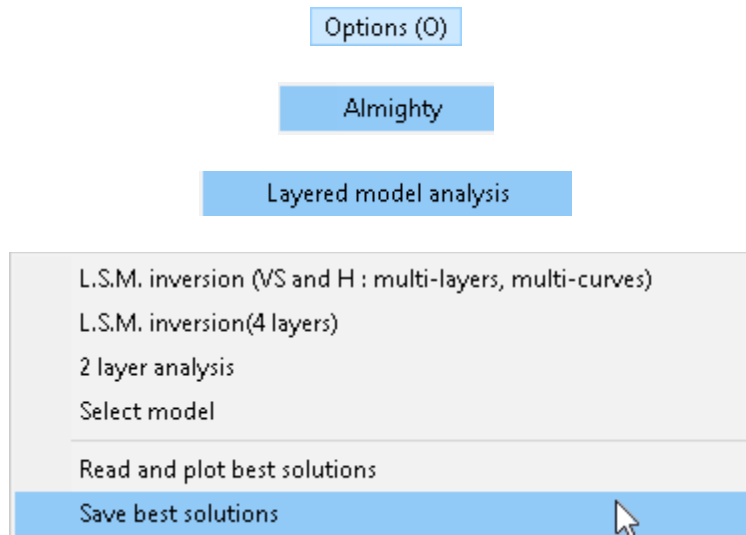 Options (O)
Almighty
Layered model analysis
L.S.M. inversion (VS and H : multi-layers, multi-curves)
L.S.M. inversion(4 layers)
2 layer analysis
Select model
Read and plot best solutions
Save best solutions